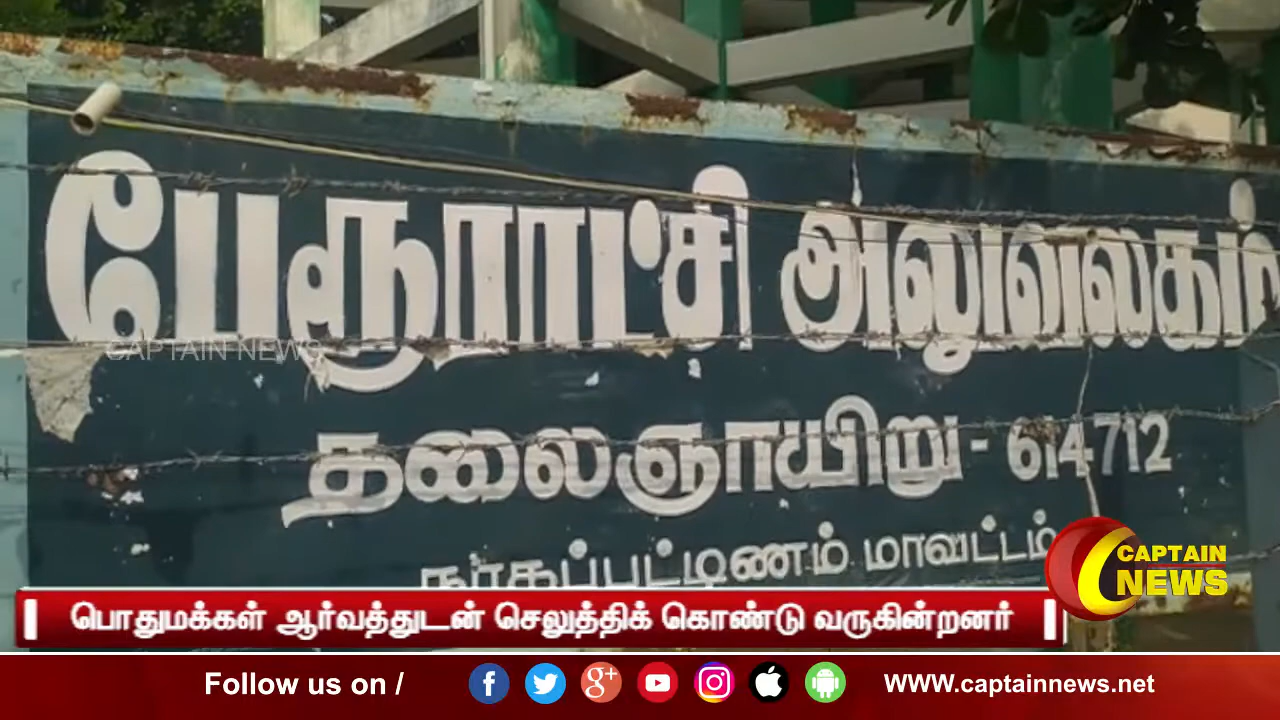 பேரூராட்சி அலுவலகம்
CAPTAIN NEWS
தலைஞாயிறு - 614712
நாகப்பட்டிணம் மாவட்டம்
CAPTAIN
NEWS
பொதுமக்கள் ஆர்வத்துடன் செலுத்திக் கொண்டு வருகின்றனர்
Follow us on / WWW.captainnews.net